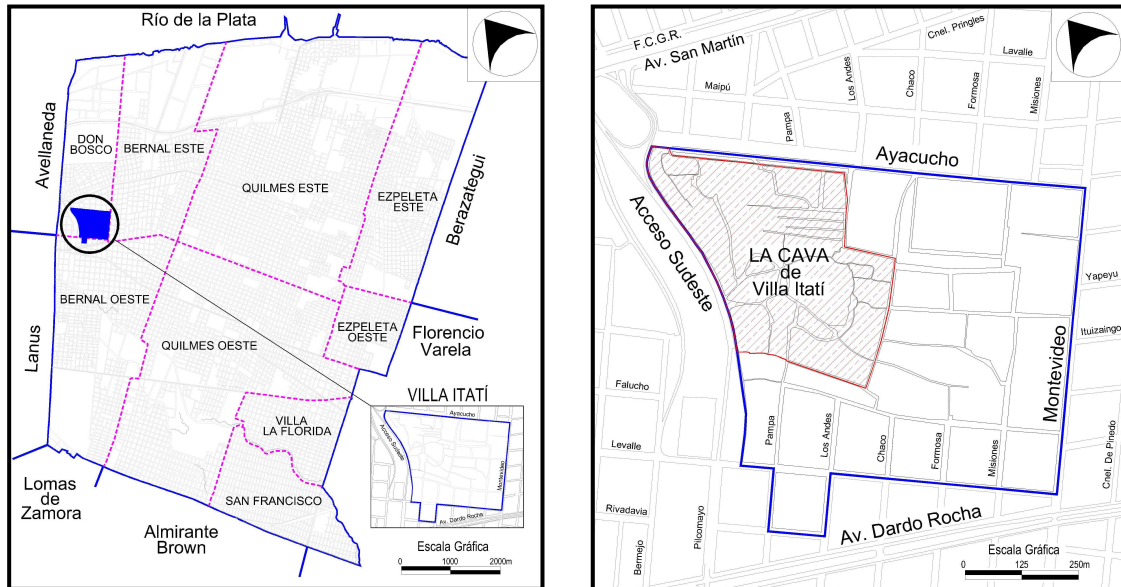 Río de la Plata
Avellaneda
DON
BOSCO
BERNAL ESTE
QUILMES ESTE
EZPELETA
ESTE
Berazategui
BERNAL OESTE
Lanus
QUILMES OESTE
EZPELETA
OESTE
Florencio
Varela
VILLA
LA FLORIDA
SAN FRANCISCO
Lomas
de
Zamora
Almirante
Brown
VILLA ITATÍ
Ayacucho
Acceso Sudeste
Montevideo
Av. Dardo Rocha
Escala Gráfica
0 1000 2000m
F.C.G.R.
Av. San Martín
Cnel. Pringles
Lavalle
Maipú
Pampa
Los Andes
Chaco
Formosa
Misiones
Ayacucho
Acceso Sudeste
LA CAVA
de
Villa Itatí
Yapeyu
Ituizaingo
Montevideo
Falucho
Levalle
Pampa
Los Andes
Chaco
Formosa
Misiones
Cnel. De Pinedo
Rivadavia
Bermejo
Pilcomayo
Av. Dardo Rocha
Escala Gráfica
0 125 250m